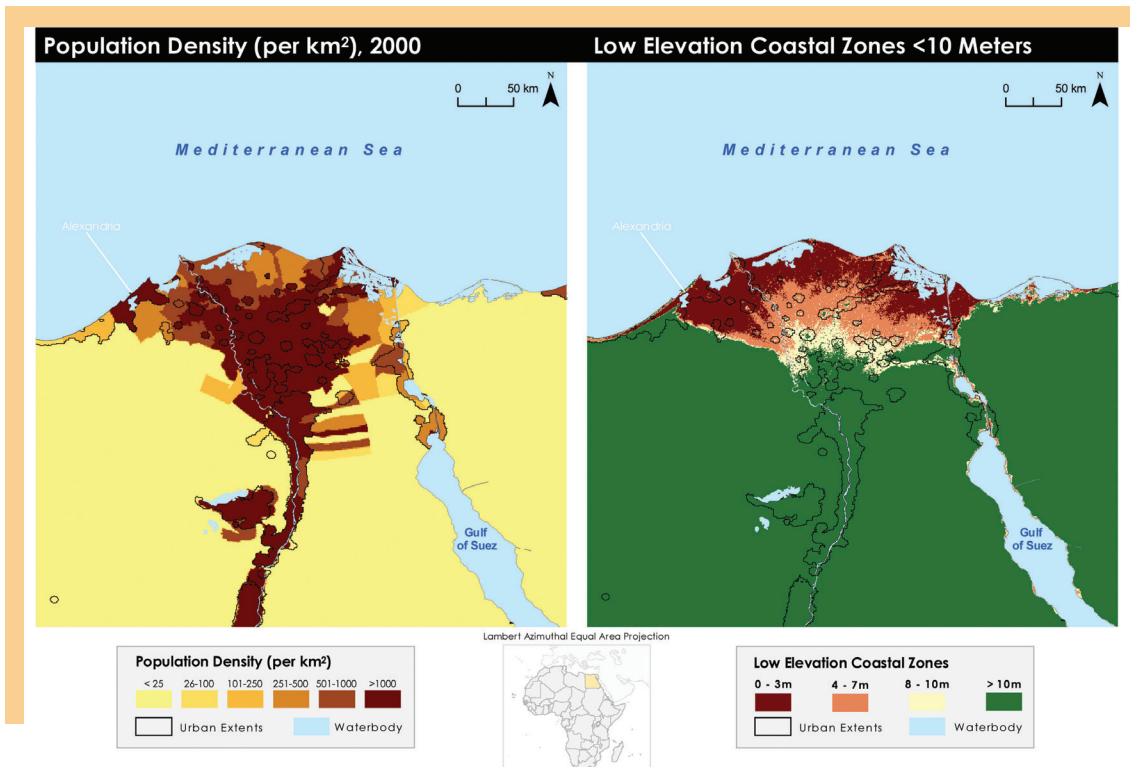 Population Density (per km²), 2000
Low Elevation Coastal Zones <10 Meters
N
0 50 km
N
0 50 km
Mediterranean Sea
Mediterranean Sea
Alexandria
Alexandria
Gulf
of Suez
Gulf
of Suez
Lambert Azimuthal Equal Area Projection
Population Density (per km²)
< 25 26-100 101-250 251-500 501-1000 >1000
Urban Extents Waterbody
Low Elevation Coastal Zones
0 - 3m 4 - 7m 8 - 10m > 10m
Urban Extents Waterbody